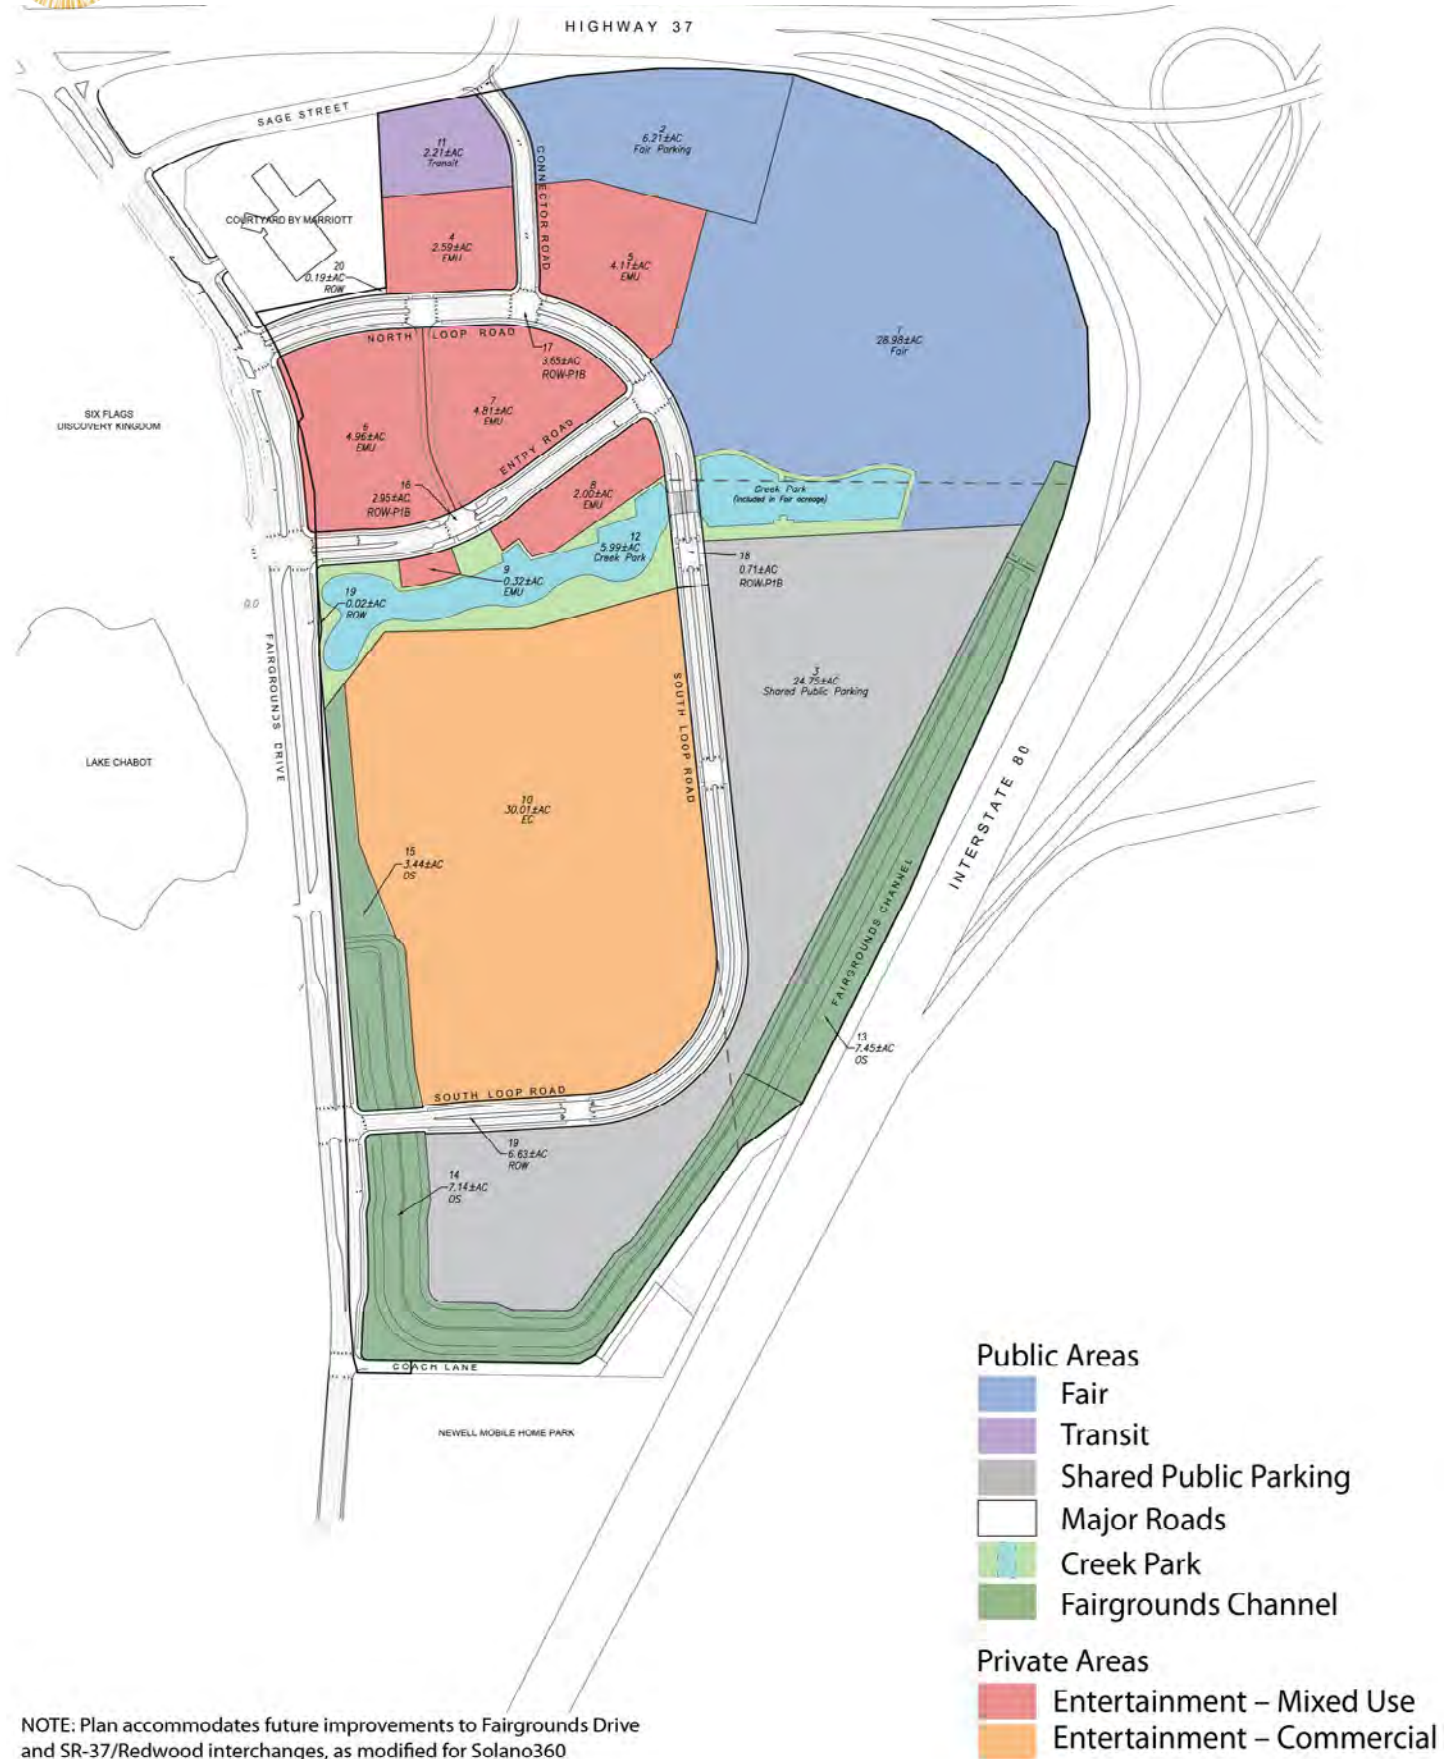 HIGHWAY 37
SAGE STREET
11
2.21±AC
Transit
CONNECTOR ROAD
2
6.21±AC
Fair Parking
COURTYARD BY MARRIOTT
4
2.59±AC
EMU
5
4.11±AC
EMU
20
0.19±AC
ROW
1
28.98±AC
Fair
NORTH LOOP ROAD
17
3.65±AC
ROW-P1B
SIX FLAGS
DISCOVERY KINGDOM
6
4.96±AC
EMU
7
4.81±AC
EMU
ENTRY ROAD
16
2.95±AC
ROW-P1B
8
2.00±AC
EMU
Creek Park
(included in Fair acreage)
12
5.99±AC
Creek Park
9
0.32±AC
EMU
18
0.71±AC
ROW-P1B
19
0.02±AC
ROW
FAIRGROUNDS DRIVE
SOUTH LOOP ROAD
3
24.75±AC
Shared Public Parking
LAKE CHABOT
INTERSTATE 80
10
30.01±AC
EC
15
3.44±AC
OS
FAIRGROUNDS CHANNEL
13
7.45±AC
OS
SOUTH LOOP ROAD
19
6.63±AC
ROW
14
7.14±AC
OS
COACH LANE
NEWELL MOBILE HOME PARK
Public Areas
Fair
Transit
Shared Public Parking
Major Roads
Creek Park
Fairgrounds Channel
Private Areas
Entertainment – Mixed Use
Entertainment – Commercial
NOTE: Plan accommodates future improvements to Fairgrounds Drive
and SR-37/Redwood interchanges, as modified for Solano360